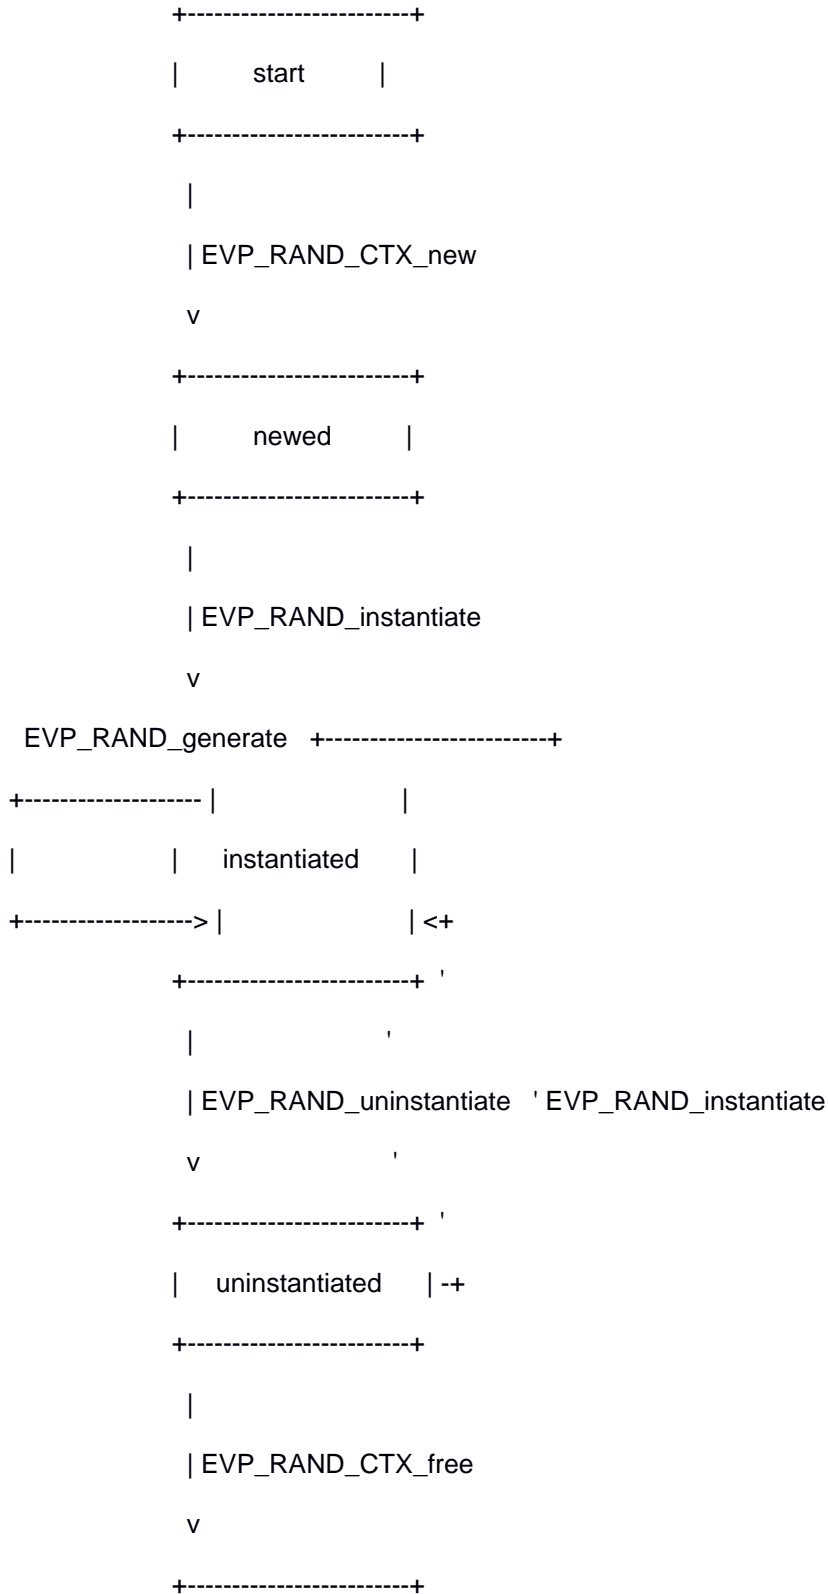 +-------------------------+
|          start          |
+-------------------------+
|
| EVP_RAND_CTX_new
v
+-------------------------+
|          newed          |
+-------------------------+
|
| EVP_RAND_instantiate
v
EVP_RAND_generate   +-------------------------+
+-------------------- |                         |
|                     |      instantiated       |
+-------------------> |                         | <+
+-------------------------+  '
|                         '
| EVP_RAND_uninstantiate   ' EVP_RAND_instantiate
v                         '
+-------------------------+  '
|     uninstantiated      | -+
+-------------------------+
|
| EVP_RAND_CTX_free
v
+-------------------------+